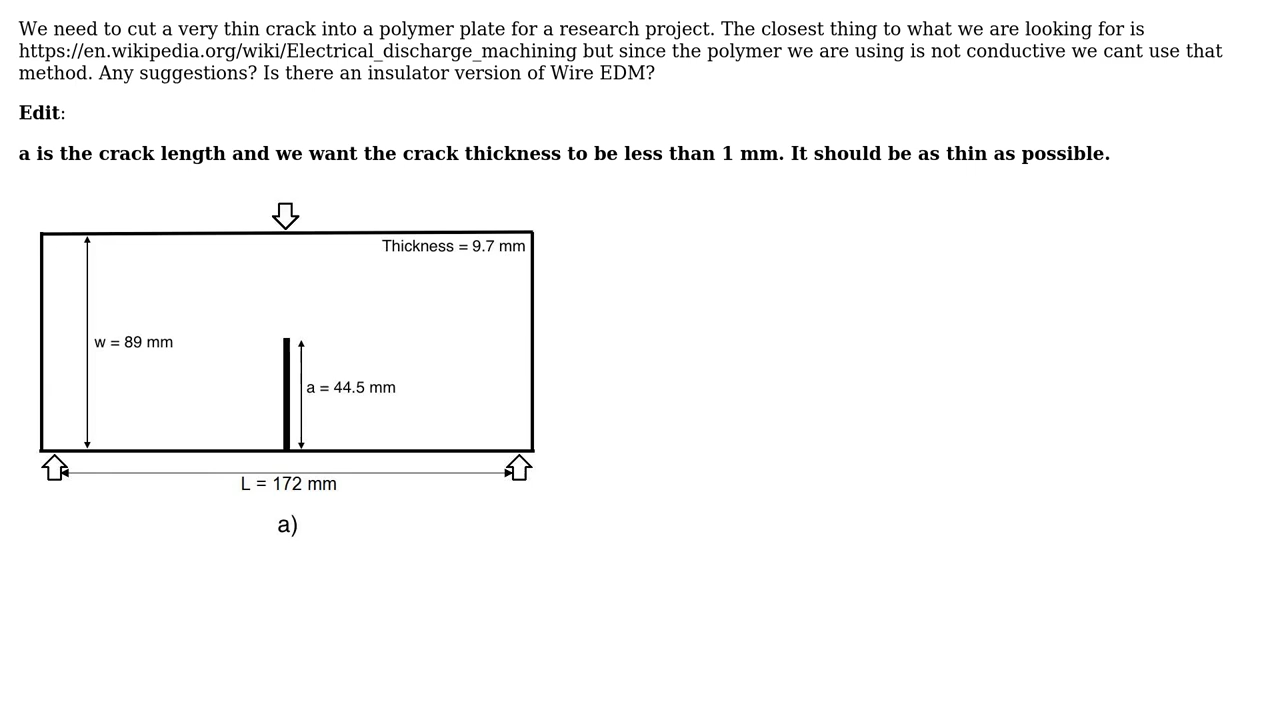 We need to cut a very thin crack into a polymer plate for a research project. The closest thing to what we are looking for is
https://en.wikipedia.org/wiki/Electrical_discharge_machining but since the polymer we are using is not conductive we cant use that
method. Any suggestions? Is there an insulator version of Wire EDM?
Edit:
a is the crack length and we want the crack thickness to be less than 1 mm. It should be as thin as possible.
Thickness = 9.7 mm
w = 89 mm
a = 44.5 mm
L = 172 mm
a)